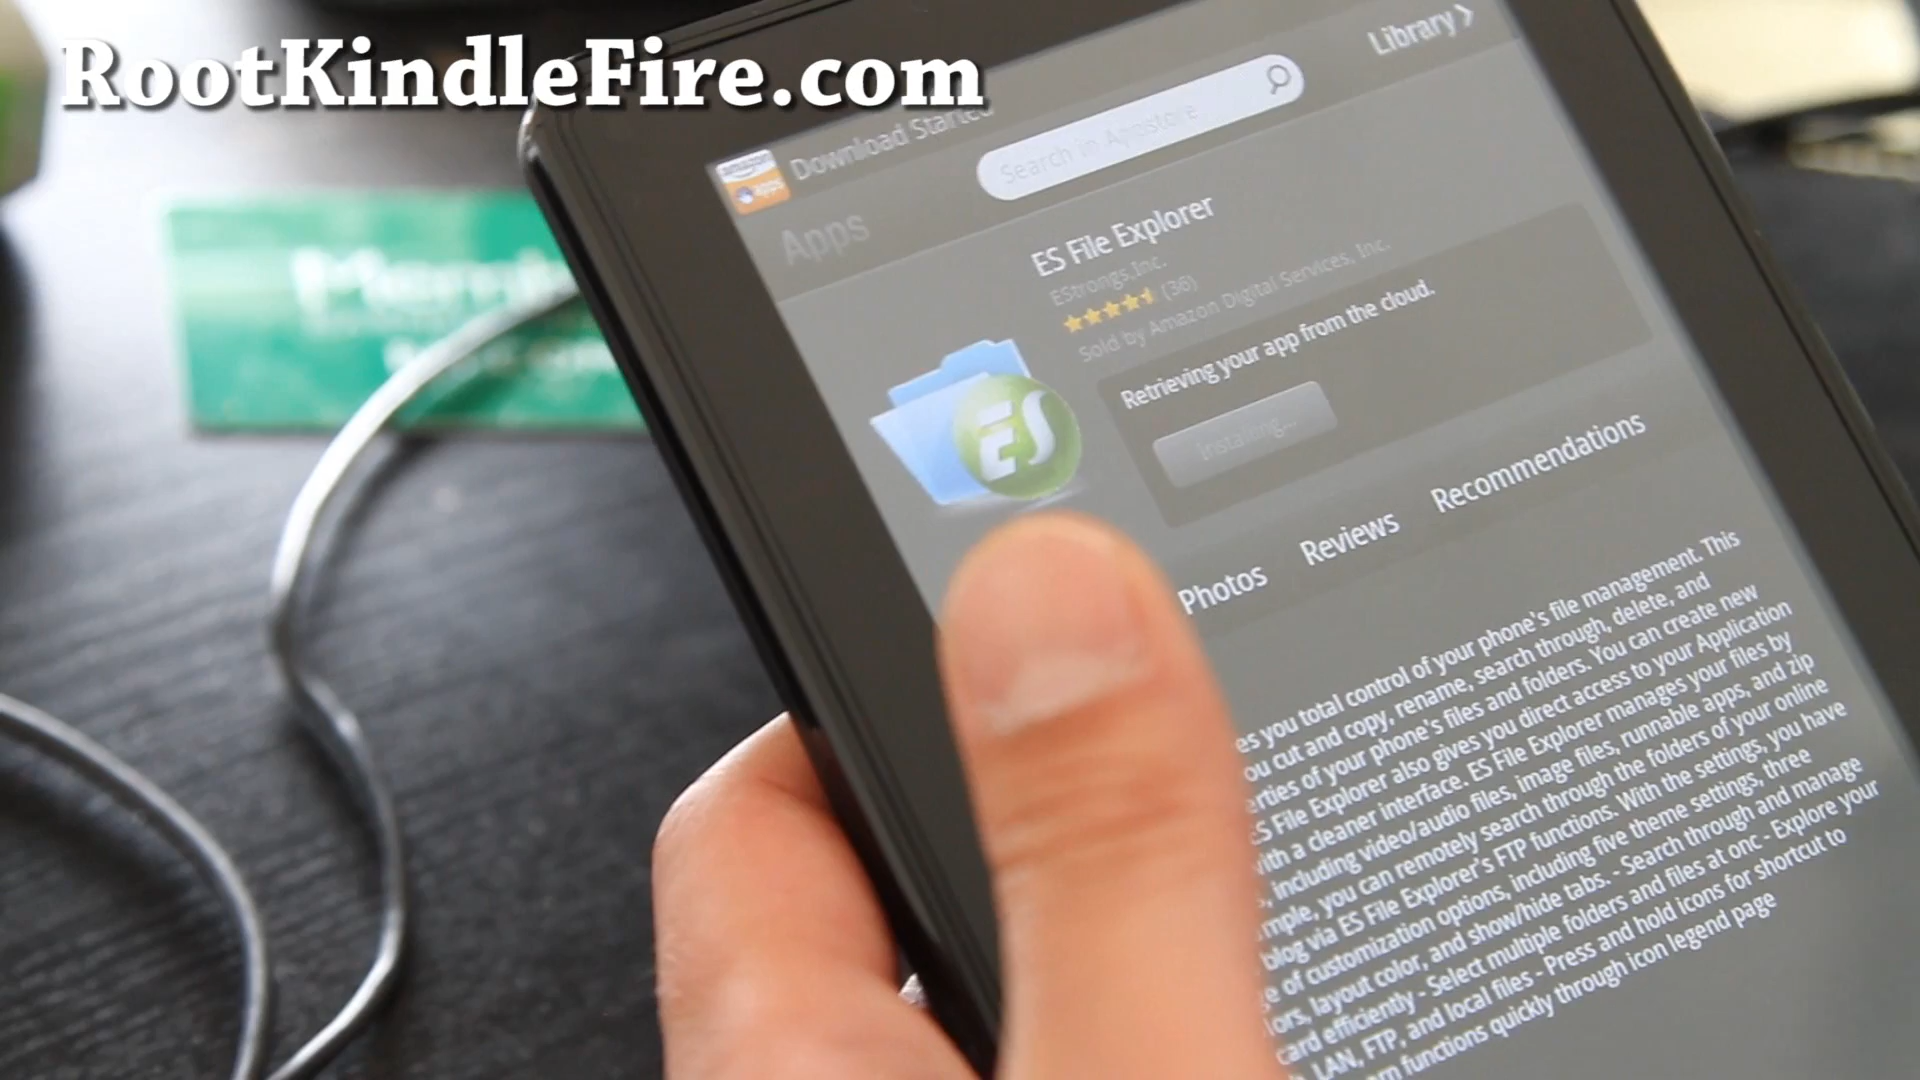 RootKindleFire.com
Library >
amazon
apps
Download Started
Search in Appstore
Apps
ES File Explorer
EStrongs, Inc.
(36)
Sold by Amazon Digital Services, Inc.
Retrieving your app from the cloud.
Installing...
ES
Photos Reviews Recommendations
es you total control of your phone's file management. This
ou cut and copy, rename, search through, delete, and
erties of your phone's files and folders. You can create new
S File Explorer also gives you direct access to your Application
with a cleaner interface. ES File Explorer manages your files by
, including video/audio files, image files, runnable apps, and zip
mple, you can remotely search through the folders of your online
blog via ES File Explorer's FTP functions. With the settings, you have
e of customization options, including five theme settings, three
lors, layout color, and show/hide tabs. - Search through and manage
card efficiently - Select multiple folders and files at onc - Explore your
, LAN, FTP, and local files - Press and hold icons for shortcut to
m functions quickly through icon legend page